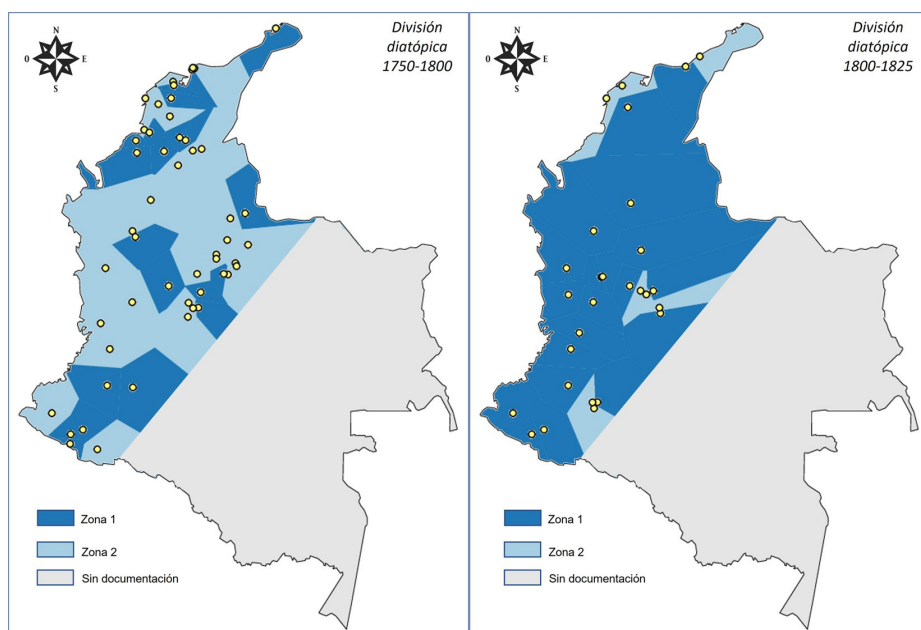 N
O E
S
División
diatópica
1750-1800
Zona 1
Zona 2
Sin documentación
N
O E
S
División
diatópica
1800-1825
Zona 1
Zona 2
Sin documentación